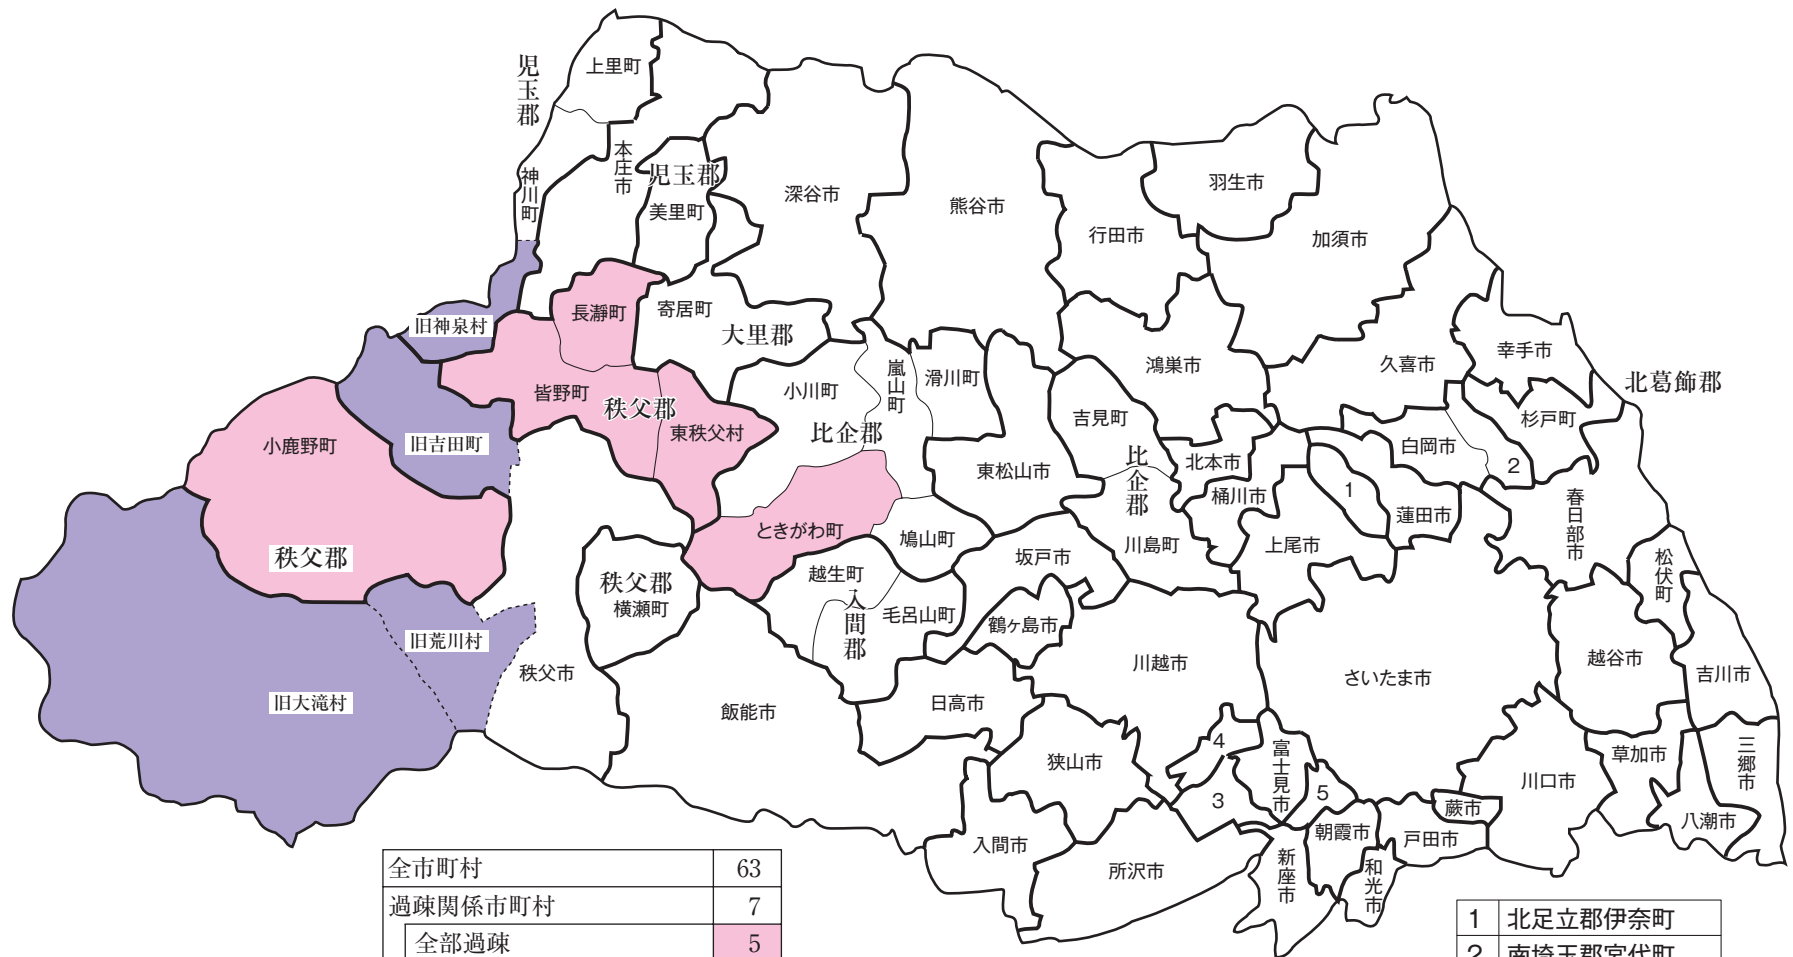 児玉郡
上里町
本庄市
神川町
児玉郡
美里町
深谷市
熊谷市
行田市
羽生市
加須市
旧神泉村
長瀞町
寄居町
大里郡
皆野町
秩父郡
東秩父村
小川町
嵐山町
滑川町
比企郡
吉見町
鴻巣市
久喜市
幸手市
北葛飾郡
杉戸町
白岡市
2
小鹿野町
旧吉田町
秩父郡
ときがわ町
鳩山町
東松山市
比企郡
川島町
北本市
桶川市
1
蓮田市
上尾市
春日部市
松伏町
坂戸市
越生町
入間郡
毛呂山町
鶴ヶ島市
秩父郡
横瀬町
旧荒川村
旧大滝村
秩父市
飯能市
日高市
川越市
さいたま市
越谷市
吉川市
狭山市
4
3
富士見市
5
朝霞市
蕨市
戸田市
川口市
草加市
三郷市
八潮市
入間市
所沢市
新座市
和光市
全市町村 63
過疎関係市町村 7
全部過疎 5
1 北足立郡伊奈町
2 南埼玉郡宮代町